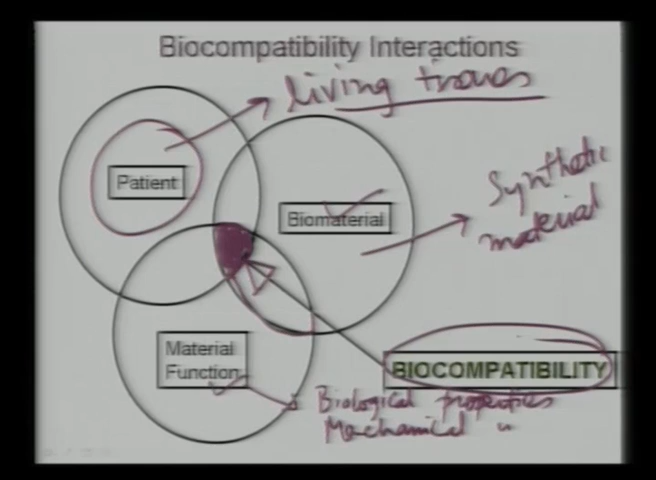 Biocompatibility Interactions
living tissues
Patient
Synthetic
material
Biomaterial
Material
Function
BIOCOMPATIBILITY
Biological properties
Mechanical "